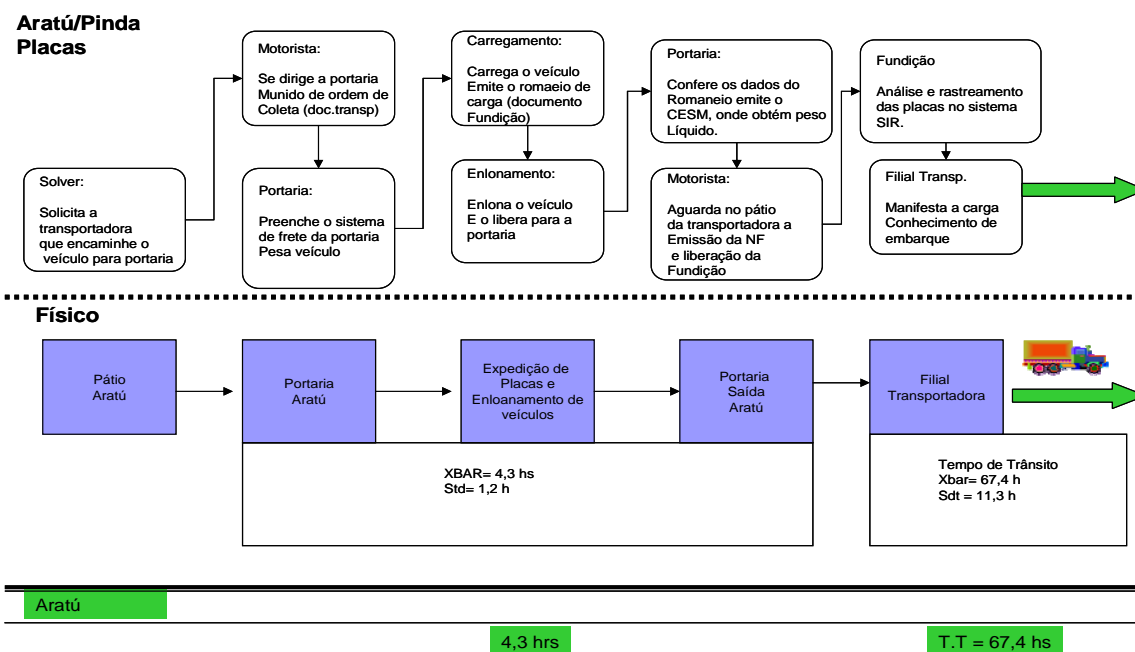 Aratú/Pinda
Placas
Motorista:
Se dirige a portaria
Munido de ordem de
Coleta (doc.transp)
Carregamento:
Carrega o veículo
Emite o romaeio de
carga (documento
Fundição)
Portaria:
Confere os dados do
Romaneio emite o
CESM, onde obtém peso
Líquido.
Fundição
Análise e rastreamento
das placas no sistema
SIR.
Solver:
Solicita a
transportadora
que encaminhe o
veículo para portaria
Portaria:
Preenche o sistema
de frete da portaria
Pesa veículo
Enlonamento:
Enlona o veículo
E o libera para a
portaria
Motorista:
Aguarda no pátio
da transportadora a
Emissão da NF
e liberação da
Fundição
Filial Transp.
Manifesta a carga
Conhecimento de
embarque
Físico
Pátio
Aratú
Portaria
Aratú
Expedição de
Placas e
Enloanamento de
veículos
Portaria
Saída
Aratú
Filial
Transportadora
XBAR= 4,3 hs
Std= 1,2 h
Tempo de Trânsito
Xbar= 67,4 h
Sdt = 11,3 h
Aratú
4,3 hrs
T.T = 67,4 hs